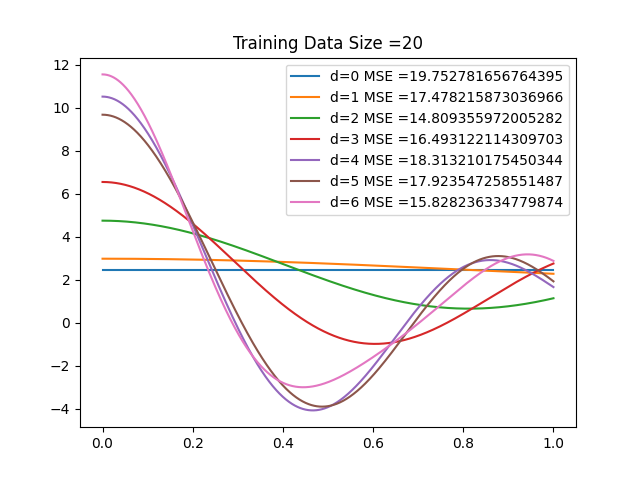 Training Data Size =20
d=0 MSE =19.752781656764395
d=1 MSE =17.478215873036966
d=2 MSE =14.809355972005282
d=3 MSE =16.493122114309703
d=4 MSE =18.313210175450344
d=5 MSE =17.923547258551487
d=6 MSE =15.828236334779874
12
10
8
6
4
2
0
−2
−4
0.0 0.2 0.4 0.6 0.8 1.0